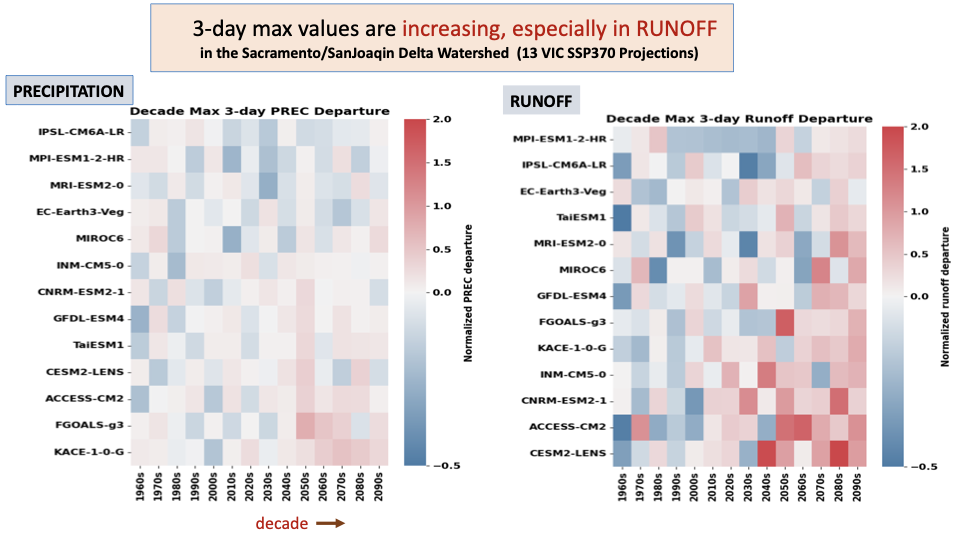 3-day max values are increasing, especially in RUNOFF
in the Sacramento/SanJoaqin Delta Watershed (13 VIC SSP370 Projections)
PRECIPITATION
Decade Max 3-day PREC Departure
IPSL-CM6A-LR
MPI-ESM1-2-HR
MRI-ESM2-0
EC-Earth3-Veg
MIROC6
INM-CM5-0
CNRM-ESM2-1
GFDL-ESM4
TaiESM1
CESM2-LENS
ACCESS-CM2
FGOALS-g3
KACE-1-0-G
1960s 1970s 1980s 1990s 2000s 2010s 2020s 2030s 2040s 2050s 2060s 2070s 2080s 2090s
2.0
1.5
1.0
0.5
0.0
−0.5
Normalized PREC departure
decade
RUNOFF
Decade Max 3-day Runoff Departure
MPI-ESM1-2-HR
IPSL-CM6A-LR
EC-Earth3-Veg
TaiESM1
MRI-ESM2-0
MIROC6
GFDL-ESM4
FGOALS-g3
KACE-1-0-G
INM-CM5-0
CNRM-ESM2-1
ACCESS-CM2
CESM2-LENS
1960s 1970s 1980s 1990s 2000s 2010s 2020s 2030s 2040s 2050s 2060s 2070s 2080s 2090s
2.0
1.5
1.0
0.5
0.0
−0.5
Normalized runoff departure